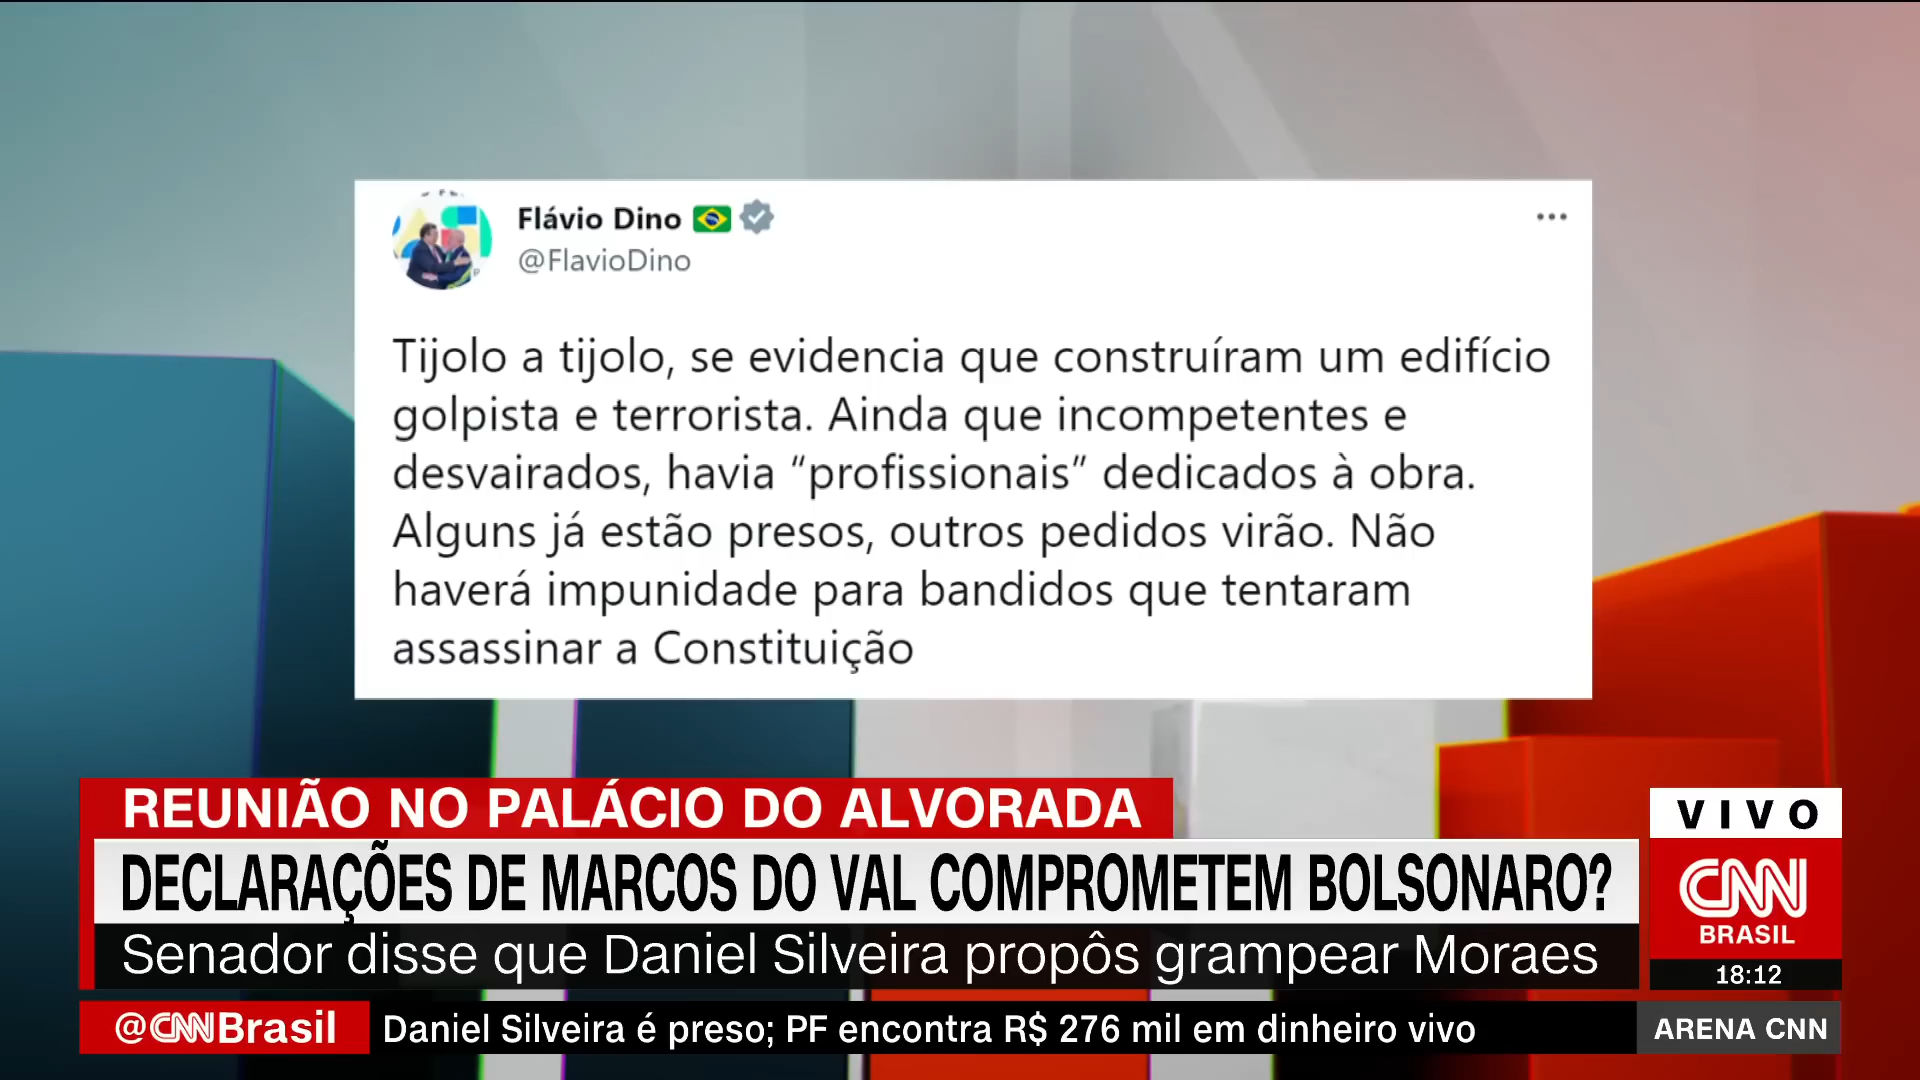 Flávio Dino
@FlavioDino
Tijolo a tijolo, se evidencia que construíram um edifício
golpista e terrorista. Ainda que incompetentes e
desvairados, havia “profissionais” dedicados à obra.
Alguns já estão presos, outros pedidos virão. Não
haverá impunidade para bandidos que tentaram
assassinar a Constituição
REUNIÃO NO PALÁCIO DO ALVORADA
DECLARAÇÕES DE MARCOS DO VAL COMPROMETEM BOLSONARO?
Senador disse que Daniel Silveira propôs grampear Moraes
VIVO
CNN
BRASIL
18:12
@CNNBrasil
Daniel Silveira é preso; PF encontra R$ 276 mil em dinheiro vivo
ARENA CNN